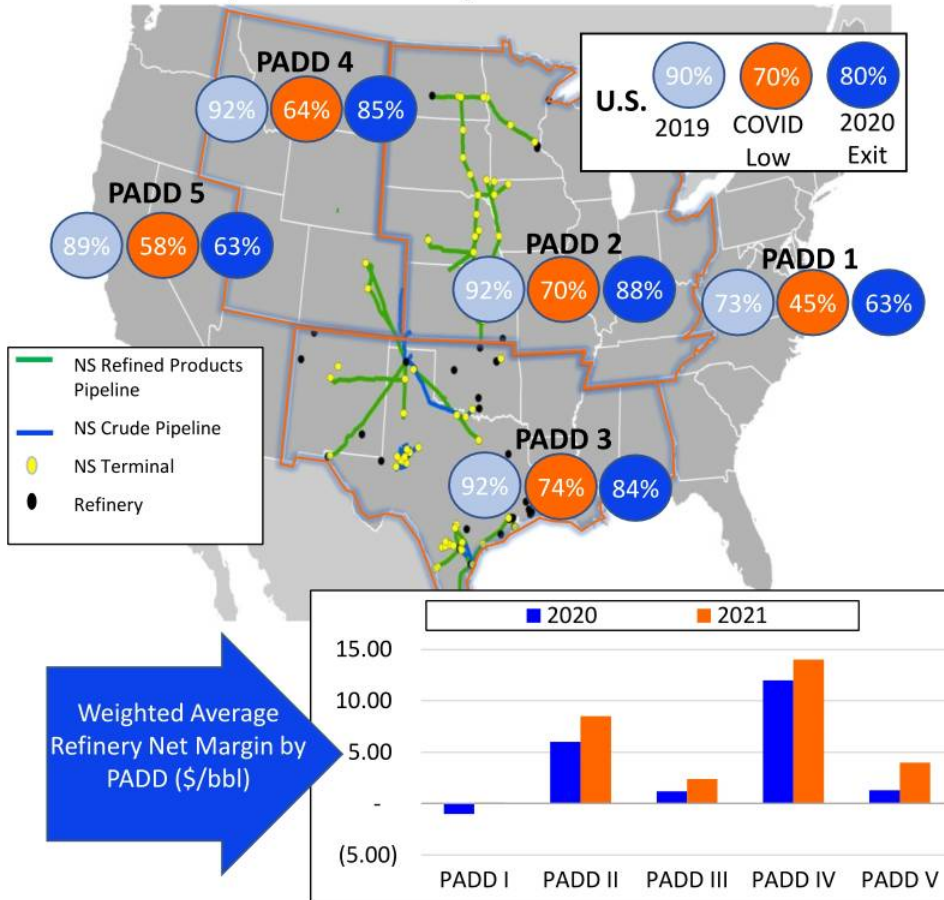 PADD 4
92% 64% 85%
90% 70% 80%
U.S.
2019 COVID 2020
Low Exit
PADD 5
89% 58% 63%
PADD 2
92% 70% 88%
PADD 1
73% 45% 63%
NS Refined Products
Pipeline
NS Crude Pipeline
NS Terminal
Refinery
PADD 3
92% 74% 84%
Weighted Average
Refinery Net Margin by
PADD ($/bbl)
2020 2021
15.00
10.00
5.00
-
(5.00)
PADD I PADD II PADD III PADD IV PADD V